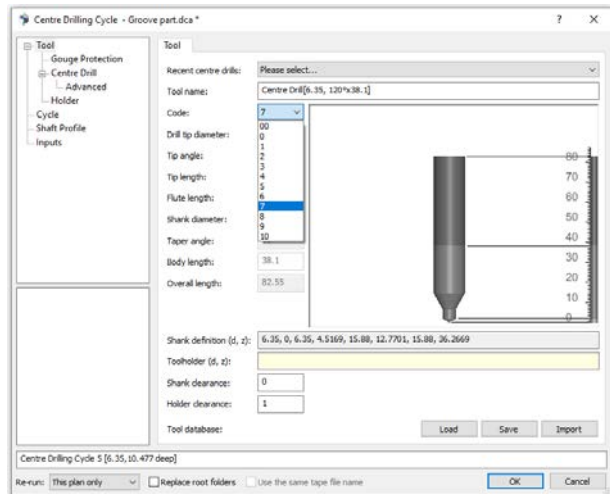 Centre Drilling Cycle - Groove part.dca *
? X
Tool
Gouge Protection
Centre Drill
Advanced
Holder
Cycle
Shaft Profile
Inputs
Tool
Recent centre drills: Please select...
Tool name: Centre Drill[6.35, 120°x38.1]
Code: 7
00
0
1
2
3
4
5
6
7
8
9
10
Drill tip diameter:
Tip angle:
Tip length:
Flute length:
Shank diameter:
Taper angle:
Body length: 38.1
Overall length: 82.55
80
70
60
50
40
30
20
10
0
Shank definition (d, z): 6.35, 0, 6.35, 4.5169, 15.88, 12.7701, 15.88, 36.2669
Toolholder (d, z):
Shank clearance: 0
Holder clearance: 1
Tool database: Load Save Import
Centre Drilling Cycle 5 [6.35,10.477 deep]
Re-run: This plan only Replace root folders Use the same tape file name OK Cancel